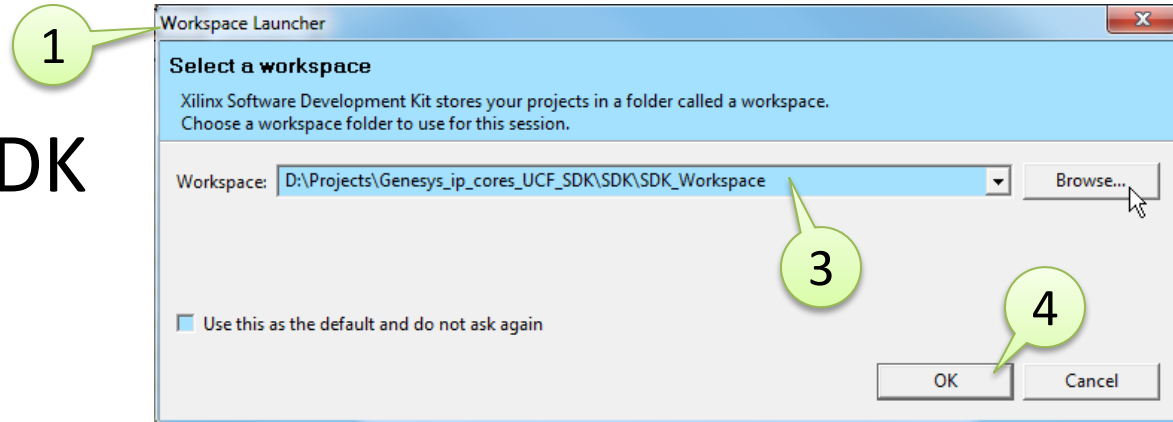 1
Workspace Launcher
Select a workspace
Xilinx Software Development Kit stores your projects in a folder called a workspace.
Choose a workspace folder to use for this session.
DK
Workspace: D:\Projects\Genesys_ip_cores_UCF_SDK\SDK\SDK_Workspace Browse...
3
4
Use this as the default and do not ask again
OK Cancel